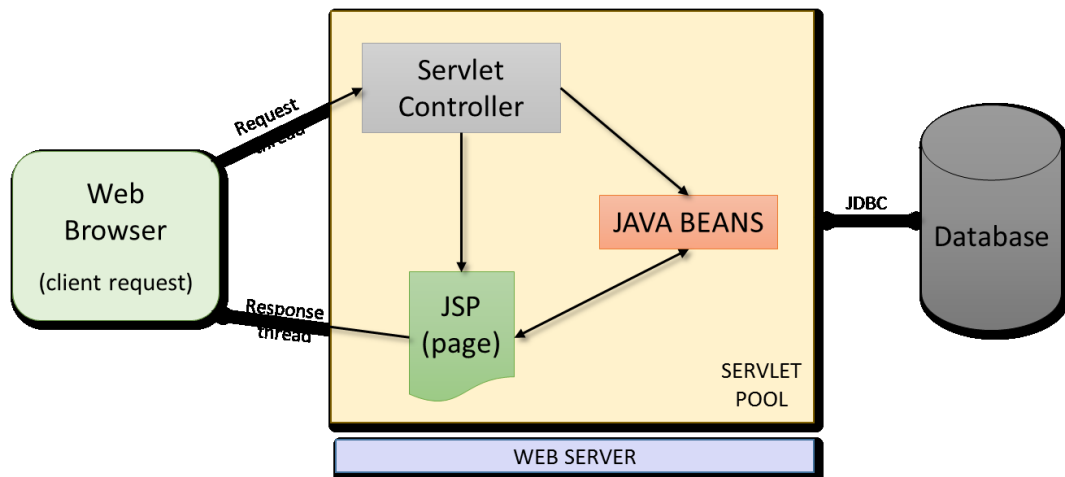 Servlet
Controller
Request
thread
Web
Browser
(client request)
JAVA BEANS
JDBC
Database
Response
thread
JSP
(page)
SERVLET
POOL
WEB SERVER